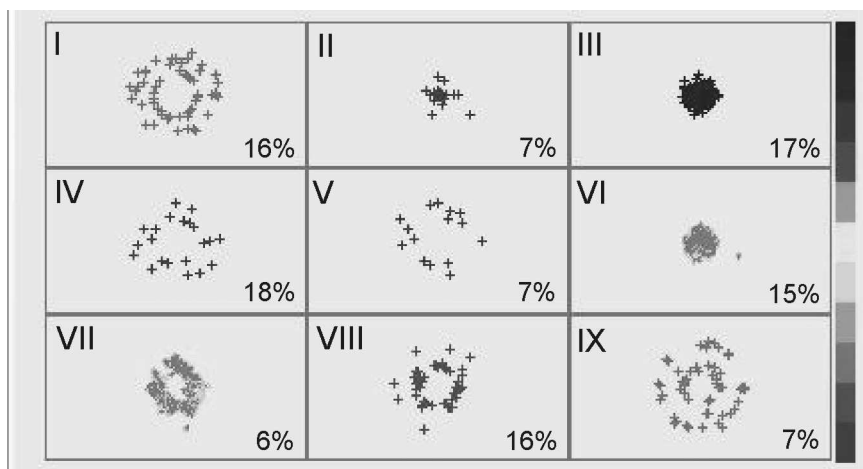 I II III
16% 7% 17%
IV V VI
18% 7% 15%
VII VIII IX
6% 16% 7%